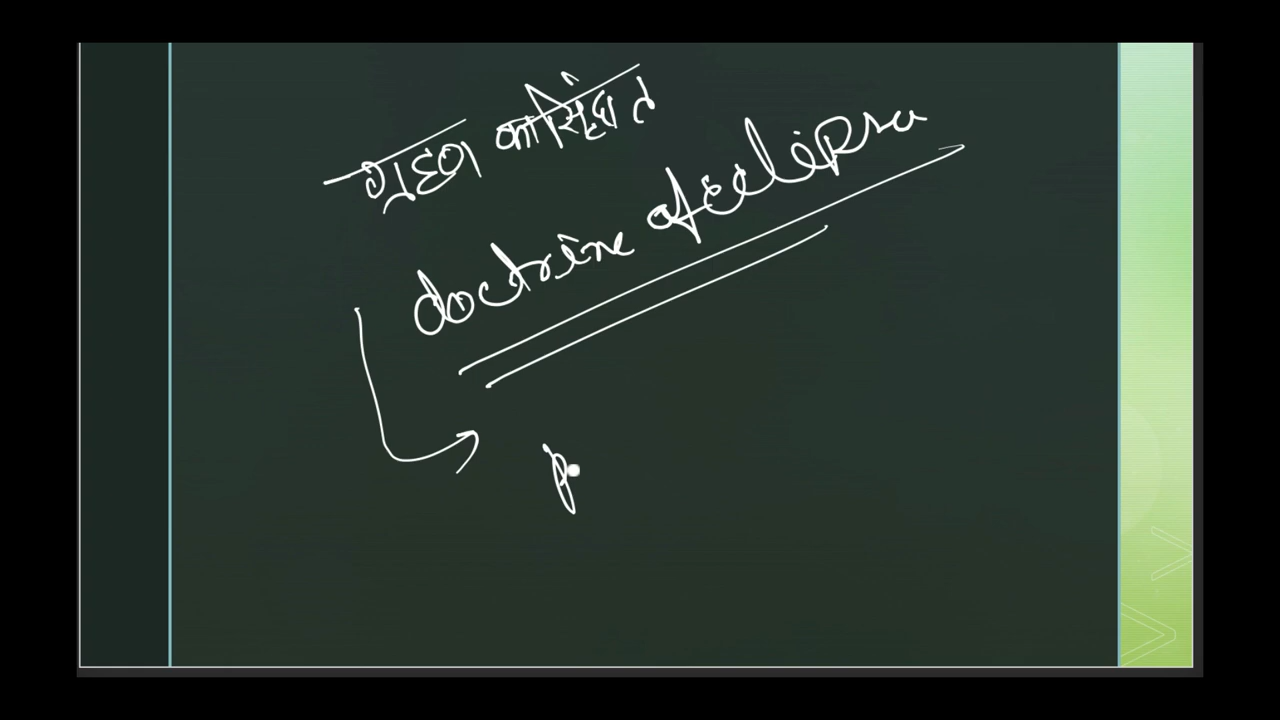 ग्रहण का सिंद्धांत
doctrine of eclipse
p